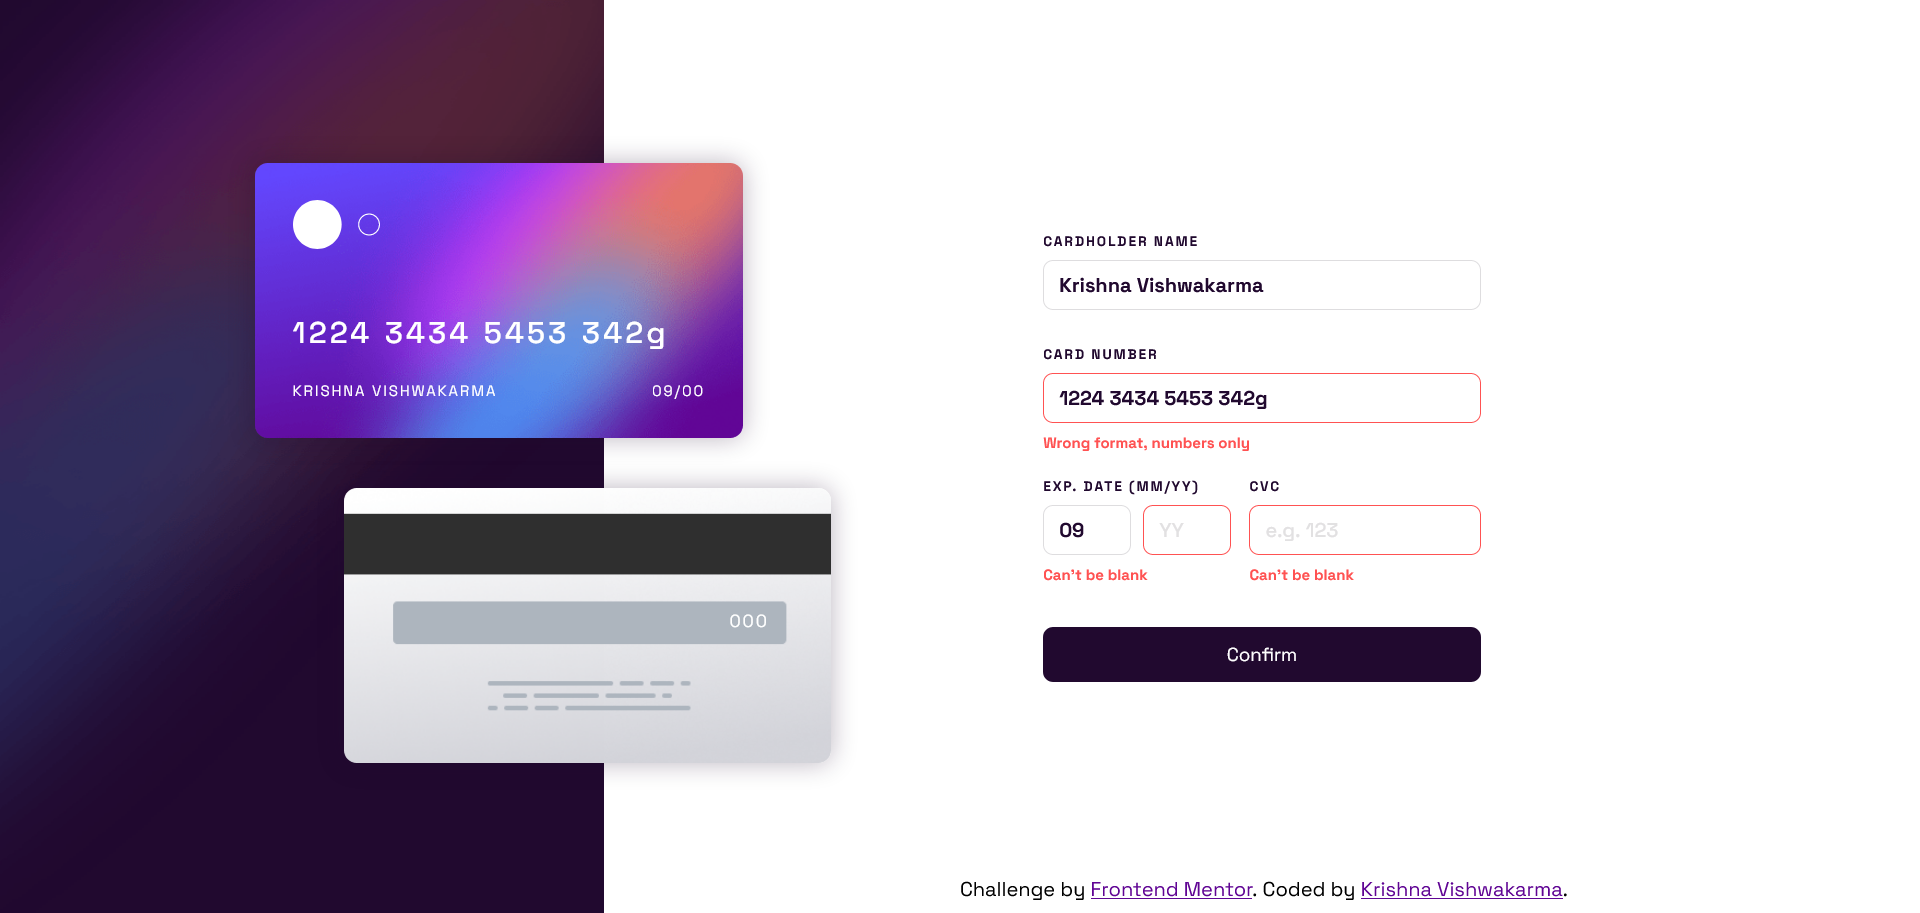 1224 3434 5453 342g
KRISHNA VISHWAKARMA 09/00
000
CARDHOLDER NAME
Krishna Vishwakarma
CARD NUMBER
1224 3434 5453 342g
Wrong format, numbers only
EXP. DATE (MM/YY) CVC
09 YY e.g. 123
Can't be blank Can't be blank
Confirm
Challenge by Frontend Mentor. Coded by Krishna Vishwakarma.